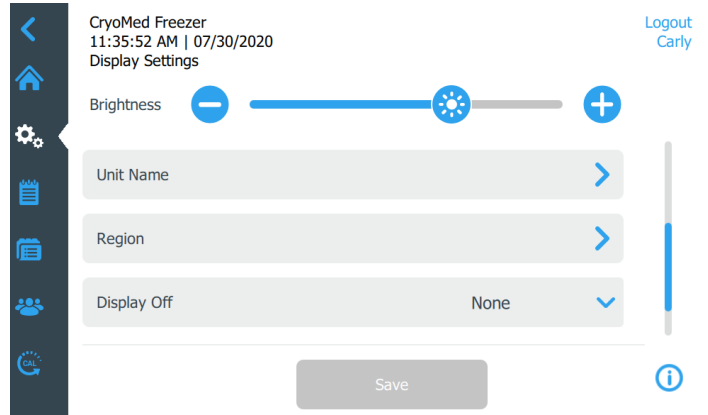 CryoMed Freezer
11:35:52 AM | 07/30/2020
Display Settings
Logout
Carly
Brightness
Unit Name
Region
Display Off None
CAL
Save